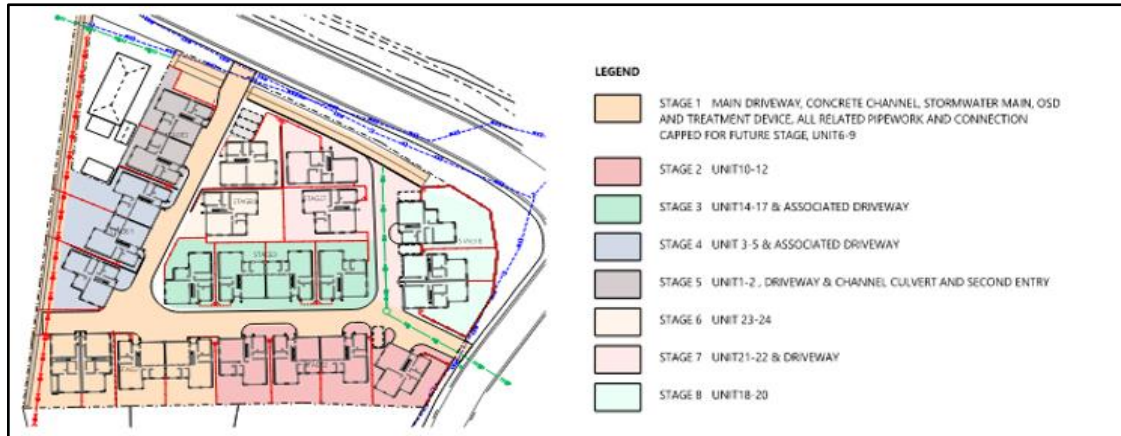 LEGEND
STAGE 1 MAIN DRIVEWAY, CONCRETE CHANNEL, STORMWATER MAIN, OSD
AND TREATMENT DEVICE, ALL RELATED PIPEWORK AND CONNECTION
CAPPED FOR FUTURE STAGE, UNIT6-9
STAGE 2 UNIT10-12
STAGE 3 UNIT14-17 & ASSOCIATED DRIVEWAY
STAGE 4 UNIT 3-5 & ASSOCIATED DRIVEWAY
STAGE 5 UNIT1-2 , DRIVEWAY & CHANNEL CULVERT AND SECOND ENTRY
STAGE 6 UNIT 23-24
STAGE 7 UNIT21-22 & DRIVEWAY
STAGE 8 UNIT18-20